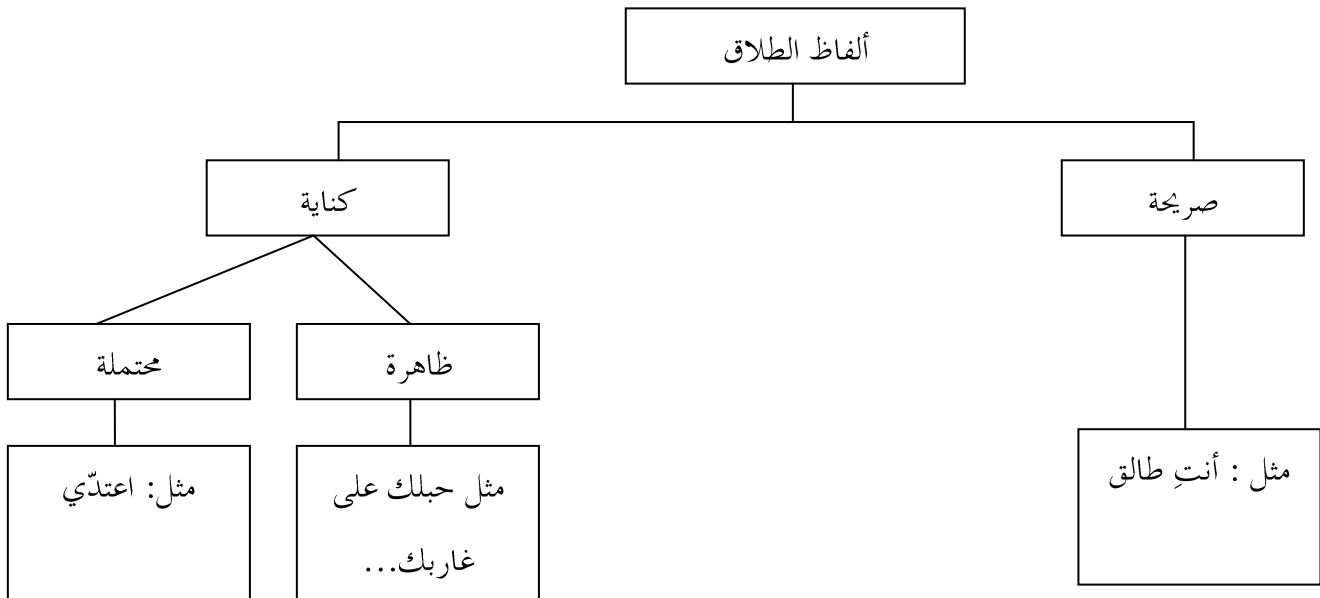 ألفاظ الطلاق
صريحة
كناية
ظاهرة
محتملة
مثل : أنتِ طالق
مثل حبلك على
غاربك...
مثل: اعتدّي